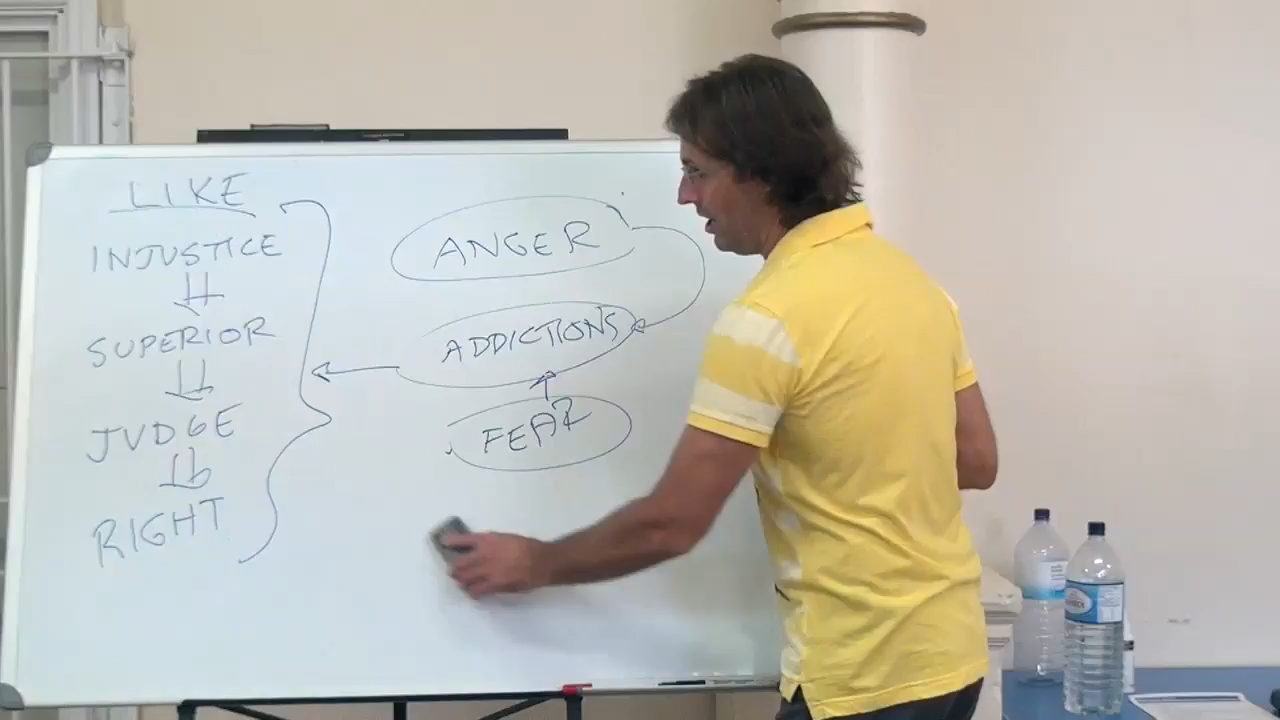 LIKE
INJUSTICE
SUPERIOR
JUDGE
RIGHT
ANGER
ADDICTIONS
FEAR